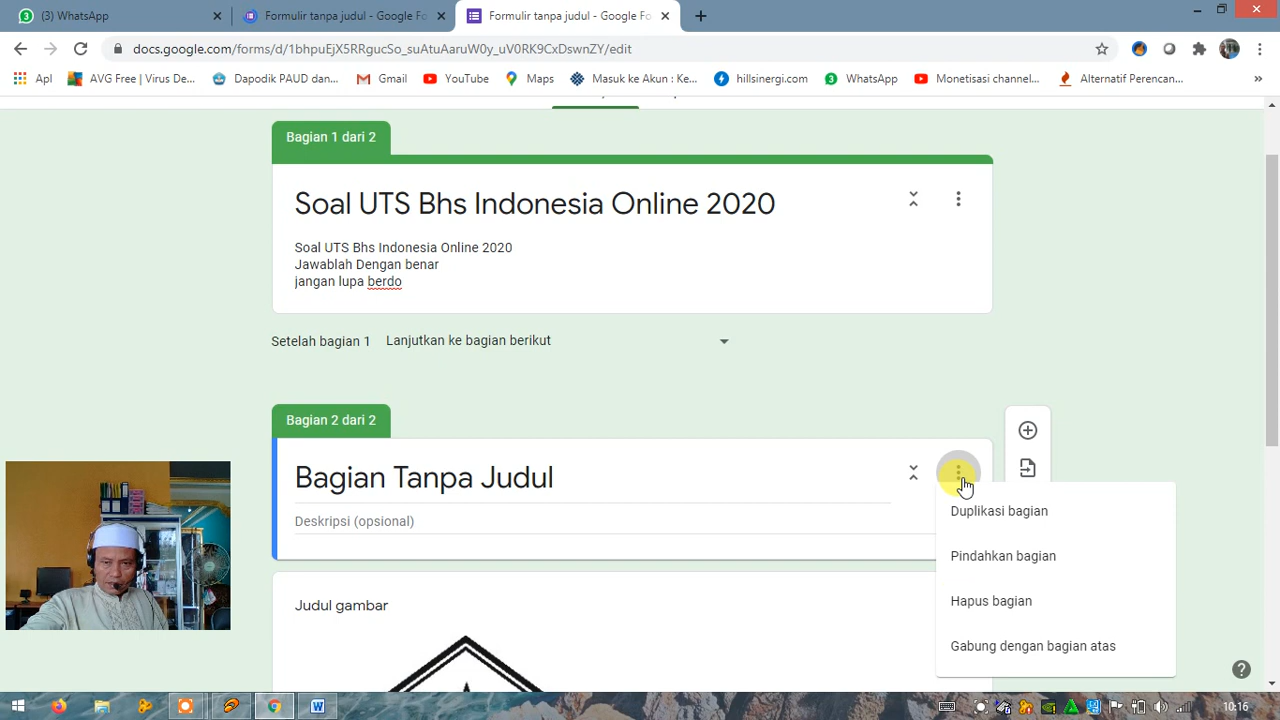 (3) WhatsApp
Formulir tanpa judul - Google Fo
Formulir tanpa judul - Google Fo
docs.google.com/forms/d/1bhpuEjX5RRgucSo_suAtuAaruW0y_uV0RK9CxDswnZY/edit
Apl
AVG Free | Virus De...
Dapodik PAUD dan...
Gmail
YouTube
Maps
Masuk ke Akun : Ke...
hillsinergi.com
WhatsApp
Monetisasi channel...
Alternatif Perencan...
»
Bagian 1 dari 2
Soal UTS Bhs Indonesia Online 2020
Soal UTS Bhs Indonesia Online 2020
Jawablah Dengan benar
jangan lupa berdo
Setelah bagian 1 Lanjutkan ke bagian berikut
Bagian 2 dari 2
Bagian Tanpa Judul
Deskripsi (opsional)
Duplikasi bagian
Pindahkan bagian
Hapus bagian
Gabung dengan bagian atas
Judul gambar
10:16